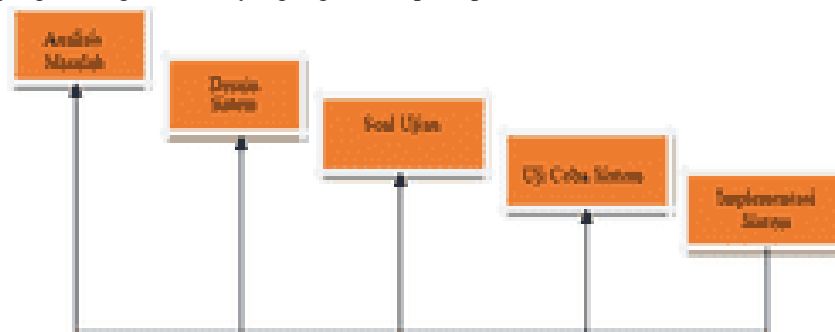 Analisis
Masalah
Desain
Sistem
Soal Ujian
Uji Coba Sistem
Implementasi
Sistem